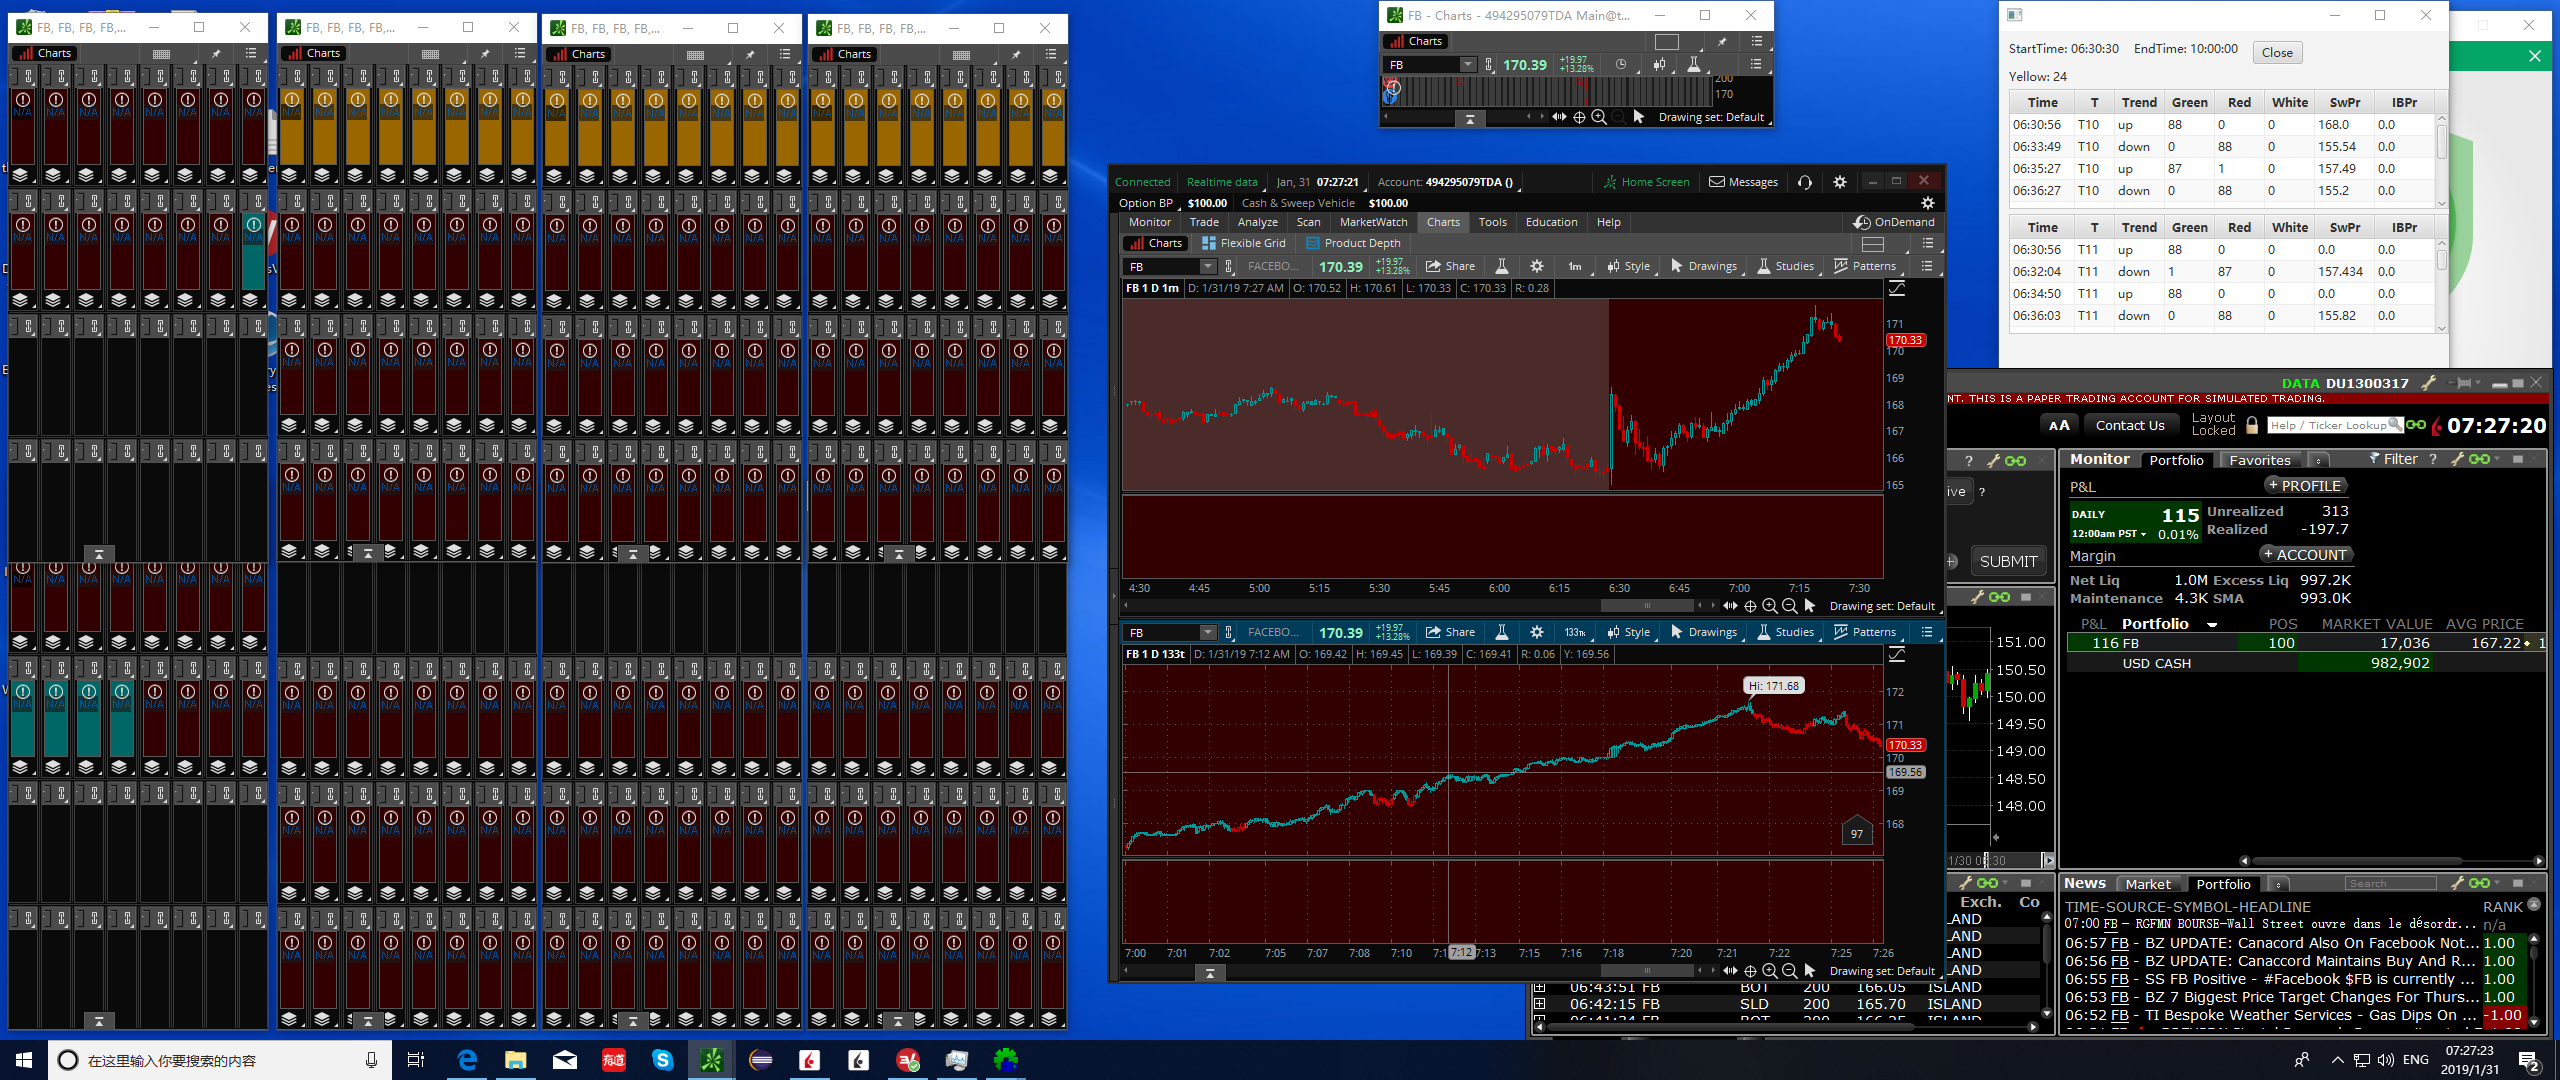 FB, FB, FB, FB,...
FB, FB, FB, FB,...
FB, FB, FB, FB,...
FB, FB, FB, FB,...
Charts
Charts
Charts
Charts
FB - Charts - 494295079TDA Main@t...
Charts
FB
170.39
+19.97
+13.28%
200
170
Drawing set: Default
StartTime: 06:30:30 EndTime: 10:00:00 Close
Yellow: 24
Time T Trend Green Red White SwPr IBPr
06:30:56 T10 up 88 0 0 168.0 0.0
06:33:49 T10 down 0 88 0 155.54 0.0
06:35:27 T10 up 87 1 0 157.49 0.0
06:36:27 T10 down 0 88 0 155.2 0.0
Time T Trend Green Red White SwPr IBPr
06:30:56 T11 up 88 0 0 0.0 0.0
06:32:04 T11 down 1 87 0 157.434 0.0
06:34:50 T11 up 88 0 0 0.0 0.0
06:36:03 T11 down 0 88 0 155.82 0.0
Connected Realtime data Jan, 31 07:27:21 Account: 494295079TDA () Home Screen Messages
Option BP $100.00 Cash & Sweep Vehicle $100.00
Monitor Trade Analyze Scan MarketWatch Charts Tools Education Help OnDemand
Charts Flexible Grid Product Depth
FB FACEBO... 170.39 +19.97 +13.28% Share 1m Style Drawings Studies Patterns
FB 1 D 1m D: 1/31/19 7:27 AM O: 170.52 H: 170.61 L: 170.33 C: 170.33 R: 0.28
171
170.33
170
169
168
167
166
165
4:30 4:45 5:00 5:15 5:30 5:45 6:00 6:15 6:30 6:45 7:00 7:15 7:30
Drawing set: Default
FB FACEBO... 170.39 +19.97 +13.28% Share 133t Style Drawings Studies Patterns
FB 1 D 133t D: 1/31/19 7:12 AM O: 169.42 H: 169.45 L: 169.39 C: 169.41 R: 0.06 Y: 169.56
Hi: 171.68
172
171
170.33
170
169.56
169
168
97
7:00 7:01 7:02 7:05 7:07 7:08 7:10 7:12 7:13 7:15 7:16 7:18 7:20 7:21 7:22 7:25 7:26
Drawing set: Default
DATA DU1300317
NT. THIS IS A PAPER TRADING ACCOUNT FOR SIMULATED TRADING.
AA Contact Us Layout Locked Help / Ticker Lookup 07:27:20
Monitor Portfolio Favorites Filter ?
P&L + PROFILE
DAILY 115 Unrealized 313
12:00am PST 0.01% Realized -197.7
Margin + ACCOUNT
SUBMIT
Net Liq 1.0M Excess Liq 997.2K
Maintenance 4.3K SMA 993.0K
P&L Portfolio POS MARKET VALUE AVG PRICE
116 FB 100 17,036 167.22
USD CASH 982,902
151.00
150.50
150.00
149.50
149.00
148.50
148.00
News Market Portfolio Search
TIME-SOURCE-SYMBOL-HEADLINE RANK
07:00 FB - RGFMN BOURSE-Wall Street ouvre dans le désordr... n/a
06:57 FB - BZ UPDATE: Canacord Also On Facebook Not... 1.00
06:56 FB - BZ UPDATE: Canaccord Maintains Buy And R... 1.00
06:55 FB - SS FB Positive - #Facebook $FB is currently ... 1.00
06:53 FB - BZ 7 Biggest Price Target Changes For Thurs... 1.00
06:52 FB - TI Bespoke Weather Services - Gas Dips On ... -1.00
Exch. Co
LAND
LAND
LAND
LAND
06:43:51 FB BOT 200 166.05 ISLAND
06:42:15 FB SLD 200 165.70 ISLAND
在这里输入你要搜索的内容
有道
ENG
07:27:23
2019/1/31
2